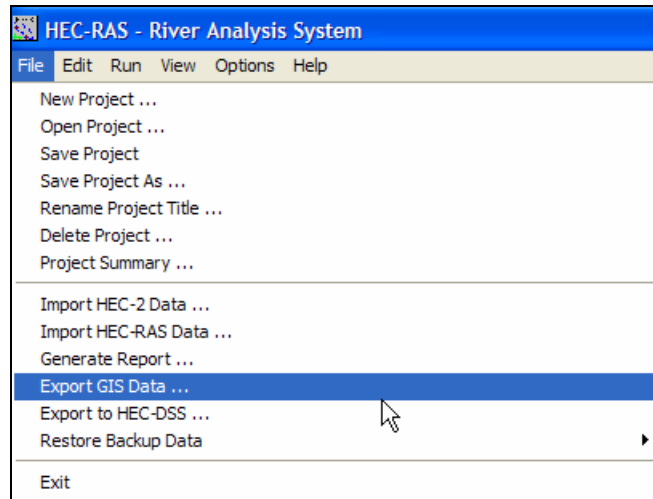 HEC-RAS - River Analysis System
File Edit Run View Options Help
New Project ...
Open Project ...
Save Project
Save Project As ...
Rename Project Title ...
Delete Project ...
Project Summary ...
Import HEC-2 Data ...
Import HEC-RAS Data ...
Generate Report ...
Export GIS Data ...
Export to HEC-DSS ...
Restore Backup Data
Exit